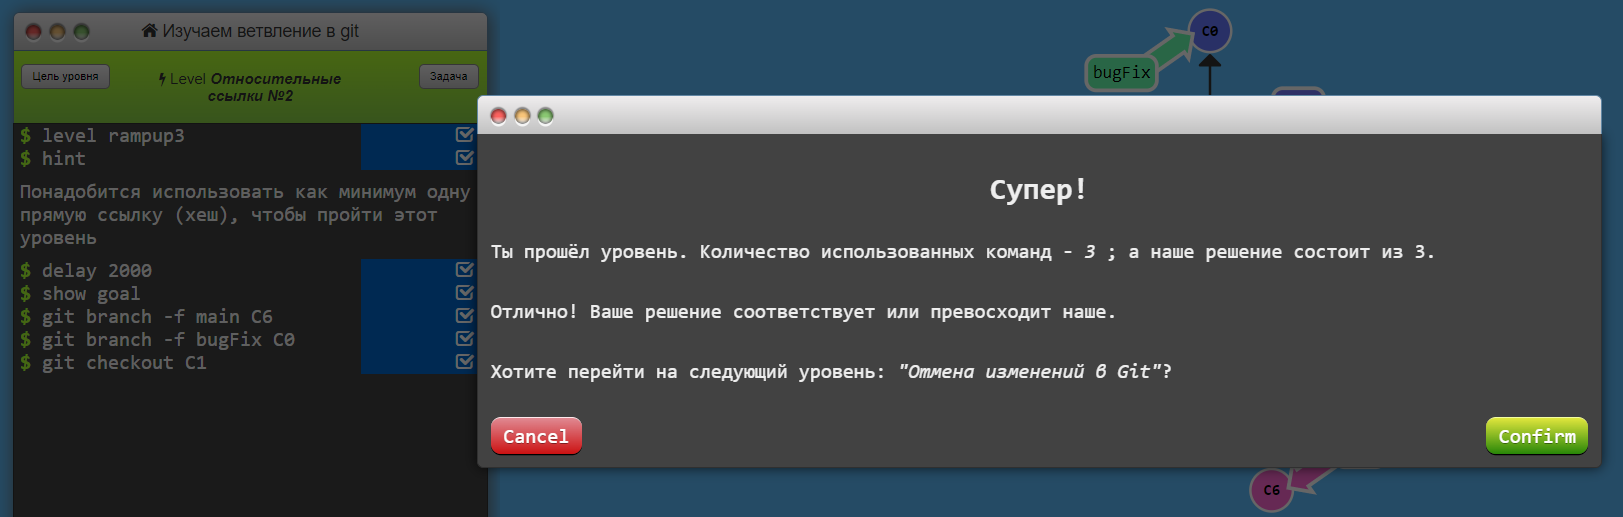 Изучаем ветвление в git
Цель уровня
Level Относительные
ссылки №2
Задача
$ level rampup3
$ hint
Понадобится использовать как минимум одну
прямую ссылку (хеш), чтобы пройти этот
уровень
$ delay 2000
$ show goal
$ git branch -f main C6
$ git branch -f bugFix C0
$ git checkout C1
C0
bugFix
Супер!
Ты прошёл уровень. Количество использованных команд - 3 ; а наше решение состоит из 3.
Отлично! Ваше решение соответствует или превосходит наше.
Хотите перейти на следующий уровень: "Отмена изменений в Git"?
Cancel
Confirm
C6